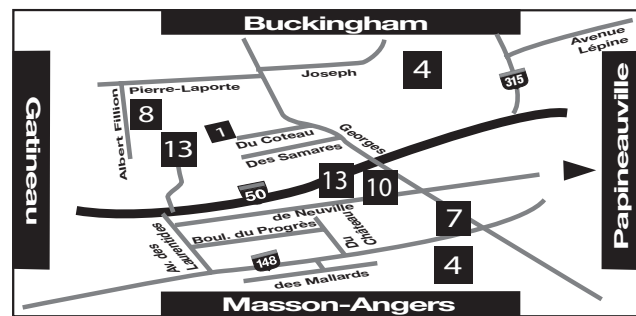 Buckingham
Avenue
Lépine
Joseph
4
315
Pierre-Laporte
Gatineau
Albert Fillion
8
1
Du Coteau
Georges
13
Des Samares
Papineauville
50
13
10
de Neuville
Av. des
Laurentides
Boul. du Progrès
Du
Château
7
148
4
des Mallards
Masson-Angers